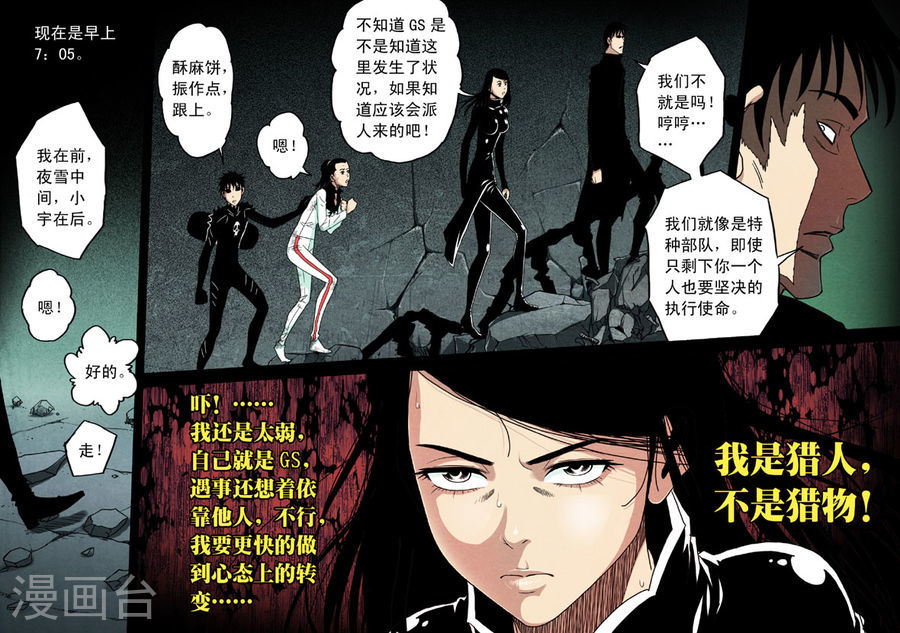 现在是早上
7：05。
我在前，
夜雪中
间，小
宇在后。
嗯！
好的。
走！
酥麻饼，
振作点，
跟上。
嗯！
不知道 GS 是
不是知道这
里发生了状
况，如果知
道应该会派
人来的吧！
我们不
就是吗！
哼哼……
……
我们就像是特
种部队，即使
只剩下你一个
人也要坚决的
执行使命。
吓！……
我还是太弱，
自己就是 GS，
遇事还想着依
靠他人，不行，
我要更快的做
到心态上的转
变……
我是猎人，
不是猎物！
漫画台